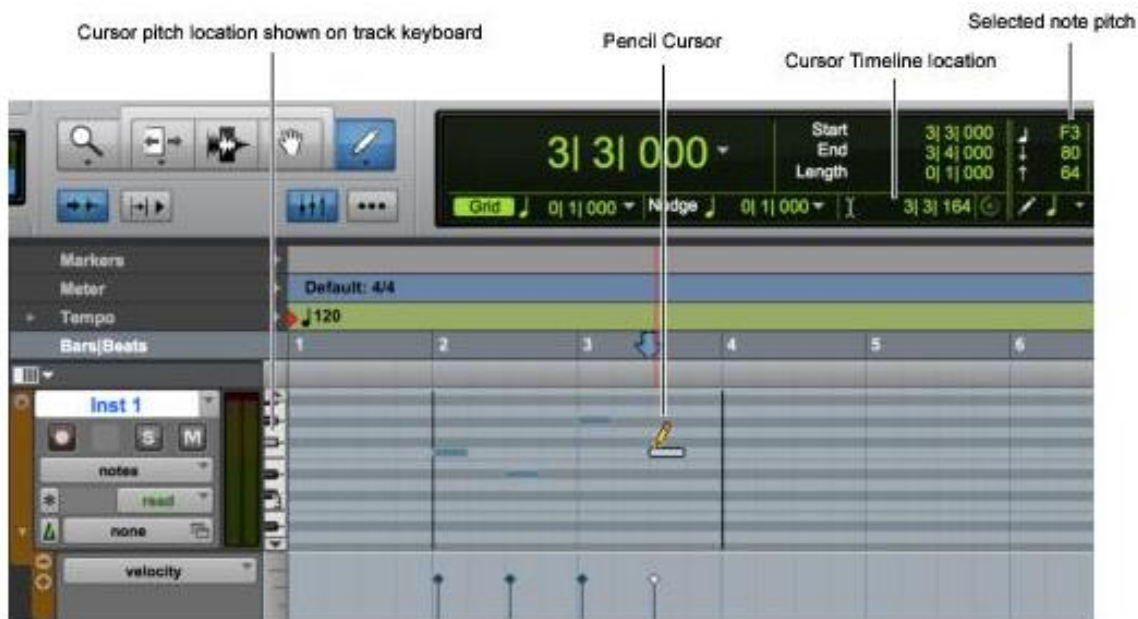 Selected note pitch
Cursor pitch location shown on track keyboard
Pencil Cursor
Cursor Timeline location
3| 3| 000
Start 3| 3| 000 F3
End 3| 4| 000 80
Length 0| 1| 000 64
Grid 0| 1| 000 Nudge 0| 1| 000 3| 3| 164
Markers
Meter Default: 4/4
Tempo 120
Bars|Beats 1 2 3 4 5 6
Inst 1
S M
notes
read
none
velocity